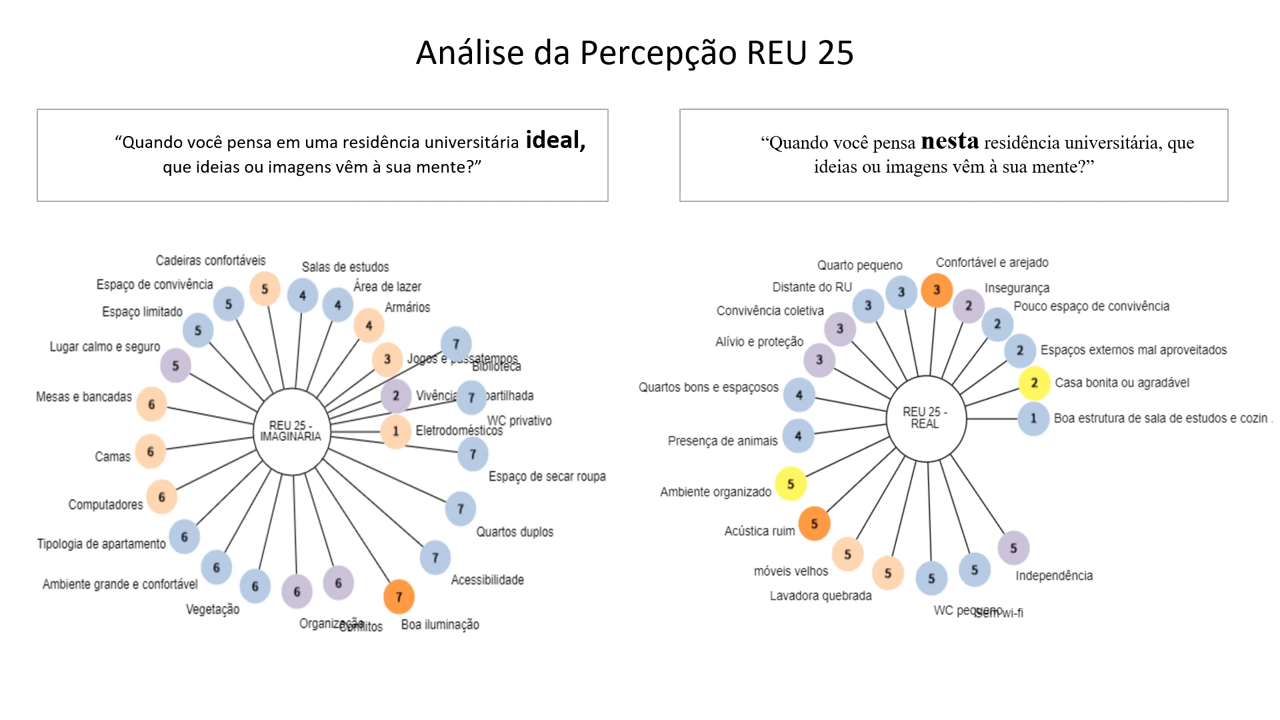 Análise da Percepção REU 25
“Quando você pensa em uma residência universitária ideal,
que ideias ou imagens vêm à sua mente?”
“Quando você pensa nesta residência universitária, que
ideias ou imagens vêm à sua mente?”
REU 25 -
IMAGINÁRIA
Cadeiras confortáveis
5
Salas de estudos
4
Área de lazer
4
Armários
4
Jogos e passatempos
3
Biblioteca
7
Vivência partilhada
2
WC privativo
7
Eletrodomésticos
1
Espaço de secar roupa
7
Quartos duplos
7
Acessibilidade
7
Boa iluminação
7
Conflitos
6
Organização
6
Vegetação
6
Ambiente grande e confortável
6
Tipologia de apartamento
6
Computadores
6
Camas
6
Mesas e bancadas
6
Lugar calmo e seguro
5
Espaço limitado
5
Espaço de convivência
5
REU 25 -
REAL
Confortável e arejado
3
Insegurança
2
Pouco espaço de convivência
2
Espaços externos mal aproveitados
2
Casa bonita ou agradável
2
Boa estrutura de sala de estudos e cozin
1
Independência
5
Sem wi-fi
5
WC pequeno
5
Lavadora quebrada
5
móveis velhos
5
Acústica ruim
5
Ambiente organizado
5
Presença de animais
4
Quartos bons e espaçosos
4
Alívio e proteção
3
Convivência coletiva
3
Distante do RU
3
Quarto pequeno
3